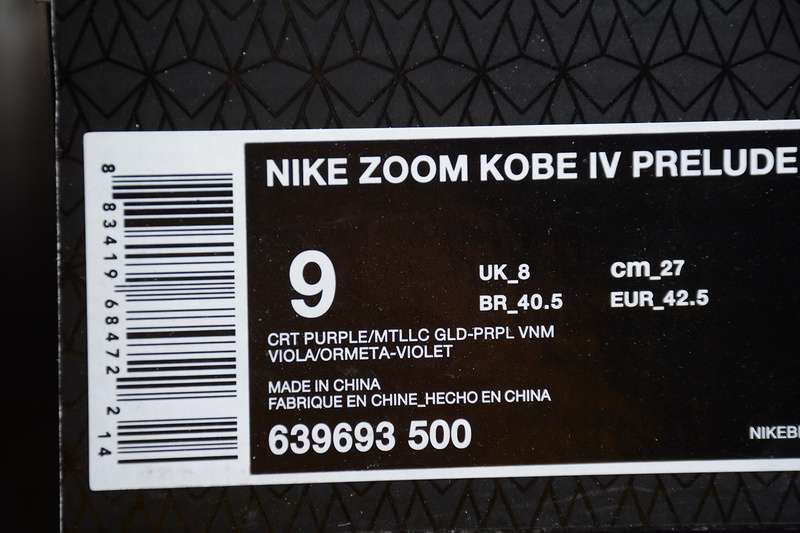 8 83419 68472 2 14
NIKE ZOOM KOBE IV PRELUDE
9
UK_8 cm_27
BR_40.5 EUR_42.5
CRT PURPLE/MTLLC GLD-PRPL VNM
VIOLA/ORMETA-VIOLET
MADE IN CHINA
FABRIQUE EN CHINE_HECHO EN CHINA
639693 500